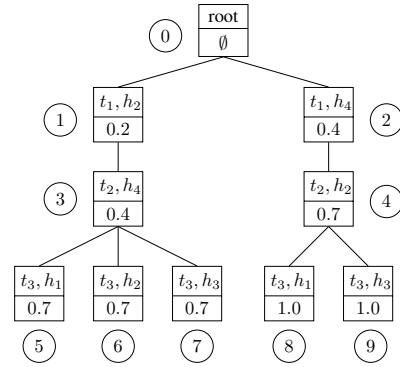 root
0
∅
t₁, h₂
t₁, h₄
1
2
0.2
0.4
t₂, h₄
t₂, h₂
3
4
0.4
0.7
t₃, h₁
t₃, h₂
t₃, h₃
t₃, h₁
t₃, h₃
0.7
0.7
0.7
1.0
1.0
5
6
7
8
9